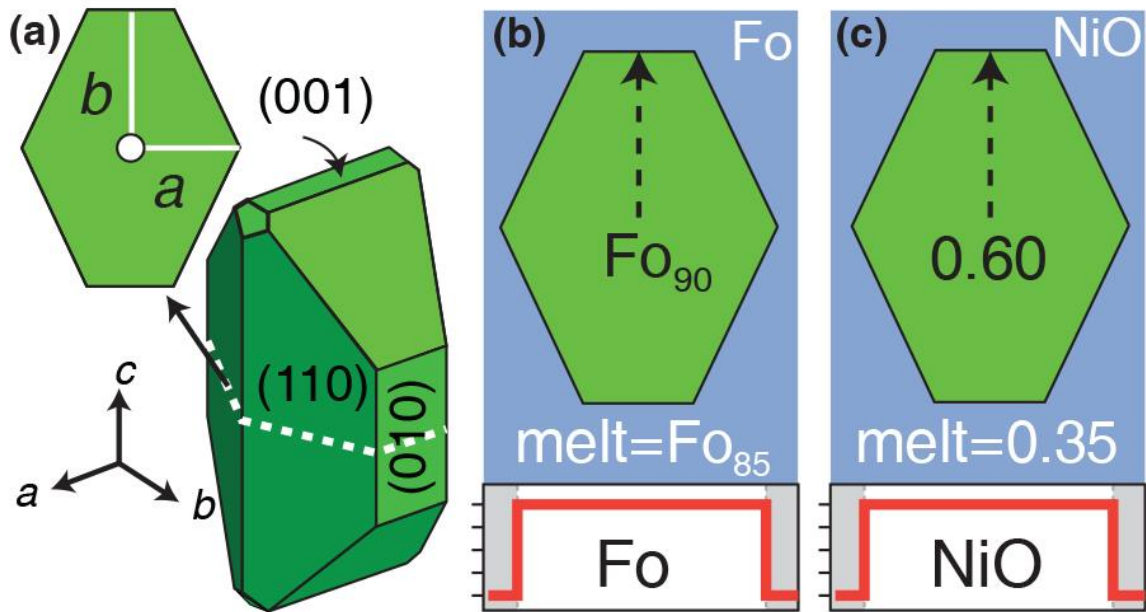 (a)
b
a
(001)
(110)
(010)
c
a
b
(b)
Fo
Fo₉₀
melt=Fo₈₅
Fo
(c)
NiO
0.60
melt=0.35
NiO